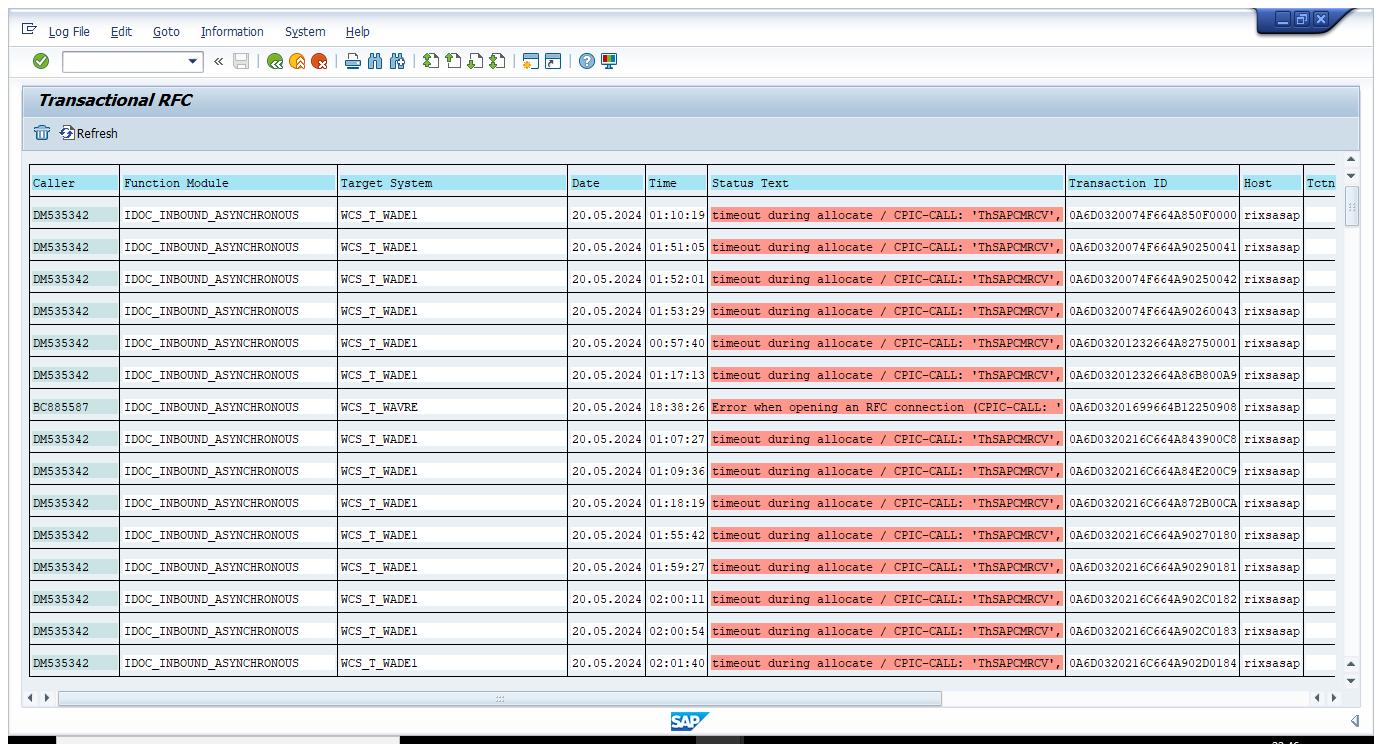 Log File Edit Goto Information System Help
Transactional RFC
Refresh
Caller Function Module Target System Date Time Status Text Transaction ID Host Tctn
DM535342 IDOC_INBOUND_ASYNCHRONOUS WCS_T_WADE1 20.05.2024 01:10:19 timeout during allocate / CPIC-CALL: 'ThSAPCMRCV', 0A6D0320074F664A850F0000 rixsasap
DM535342 IDOC_INBOUND_ASYNCHRONOUS WCS_T_WADE1 20.05.2024 01:51:05 timeout during allocate / CPIC-CALL: 'ThSAPCMRCV', 0A6D0320074F664A90250041 rixsasap
DM535342 IDOC_INBOUND_ASYNCHRONOUS WCS_T_WADE1 20.05.2024 01:52:01 timeout during allocate / CPIC-CALL: 'ThSAPCMRCV', 0A6D0320074F664A90250042 rixsasap
DM535342 IDOC_INBOUND_ASYNCHRONOUS WCS_T_WADE1 20.05.2024 01:53:29 timeout during allocate / CPIC-CALL: 'ThSAPCMRCV', 0A6D0320074F664A90260043 rixsasap
DM535342 IDOC_INBOUND_ASYNCHRONOUS WCS_T_WADE1 20.05.2024 00:57:40 timeout during allocate / CPIC-CALL: 'ThSAPCMRCV', 0A6D03201232664A82750001 rixsasap
DM535342 IDOC_INBOUND_ASYNCHRONOUS WCS_T_WADE1 20.05.2024 01:17:13 timeout during allocate / CPIC-CALL: 'ThSAPCMRCV', 0A6D03201232664A86B800A9 rixsasap
BC885587 IDOC_INBOUND_ASYNCHRONOUS WCS_T_WAVRE 20.05.2024 18:38:26 Error when opening an RFC connection (CPIC-CALL: ' 0A6D03201699664B12250908 rixsasap
DM535342 IDOC_INBOUND_ASYNCHRONOUS WCS_T_WADE1 20.05.2024 01:07:27 timeout during allocate / CPIC-CALL: 'ThSAPCMRCV', 0A6D0320216C664A843900C8 rixsasap
DM535342 IDOC_INBOUND_ASYNCHRONOUS WCS_T_WADE1 20.05.2024 01:09:36 timeout during allocate / CPIC-CALL: 'ThSAPCMRCV', 0A6D0320216C664A84E200C9 rixsasap
DM535342 IDOC_INBOUND_ASYNCHRONOUS WCS_T_WADE1 20.05.2024 01:18:19 timeout during allocate / CPIC-CALL: 'ThSAPCMRCV', 0A6D0320216C664A872B00CA rixsasap
DM535342 IDOC_INBOUND_ASYNCHRONOUS WCS_T_WADE1 20.05.2024 01:55:42 timeout during allocate / CPIC-CALL: 'ThSAPCMRCV', 0A6D0320216C664A90270180 rixsasap
DM535342 IDOC_INBOUND_ASYNCHRONOUS WCS_T_WADE1 20.05.2024 01:59:27 timeout during allocate / CPIC-CALL: 'ThSAPCMRCV', 0A6D0320216C664A90290181 rixsasap
DM535342 IDOC_INBOUND_ASYNCHRONOUS WCS_T_WADE1 20.05.2024 02:00:11 timeout during allocate / CPIC-CALL: 'ThSAPCMRCV', 0A6D0320216C664A902C0182 rixsasap
DM535342 IDOC_INBOUND_ASYNCHRONOUS WCS_T_WADE1 20.05.2024 02:00:54 timeout during allocate / CPIC-CALL: 'ThSAPCMRCV', 0A6D0320216C664A902C0183 rixsasap
DM535342 IDOC_INBOUND_ASYNCHRONOUS WCS_T_WADE1 20.05.2024 02:01:40 timeout during allocate / CPIC-CALL: 'ThSAPCMRCV', 0A6D0320216C664A902D0184 rixsasap
SAP